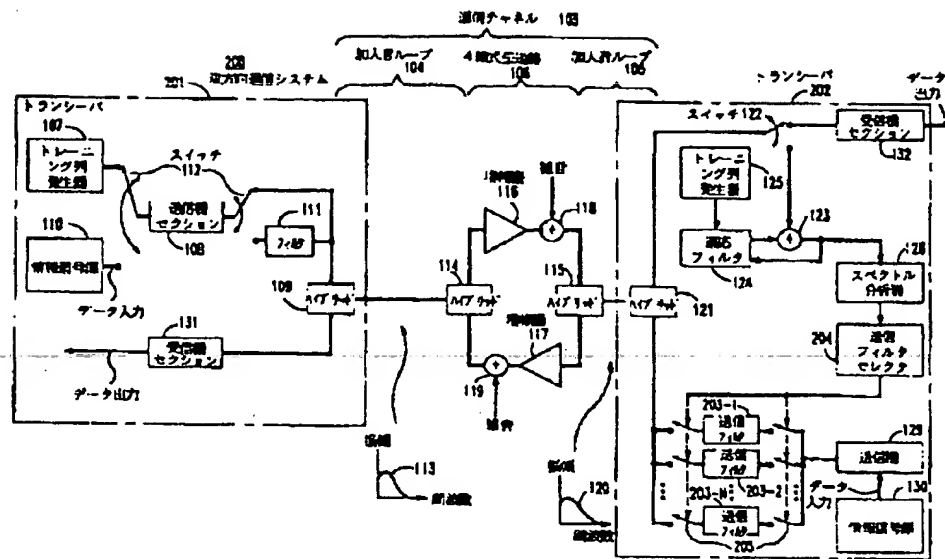 通信チャネル 103
加入者ループ
104
4線式伝送路
106
加入者ループ
105
200
双方向通信システム
201
トランシーバ
107
トレーニ
ング列
発生器
スイッチ
112
送信機
セクション
108
111
フィルタ
110
情報信号源
データ入力
109
ハイブリッド
131
受信機
セクション
データ出力
増幅器
116
雑音
118
114
ハイブリッド
115
ハイブリッド
増幅器
117
119
雑音
振幅
113
周波数
振幅
120
周波数
トランシーバ
202
データ
出力
スイッチ 122
受信機
セクション
132
トレーニ
ング列
発生器
125
123
適応
フィルタ
124
128
スペクトル
分析器
121
ハイブリッド
204
送信
フィルタ
セレクタ
203-1
送信
フィルタ
送信
フィルタ
203-2
203-N
送信
フィルタ
205
129
送信機
データ
入力
130
情報信号源